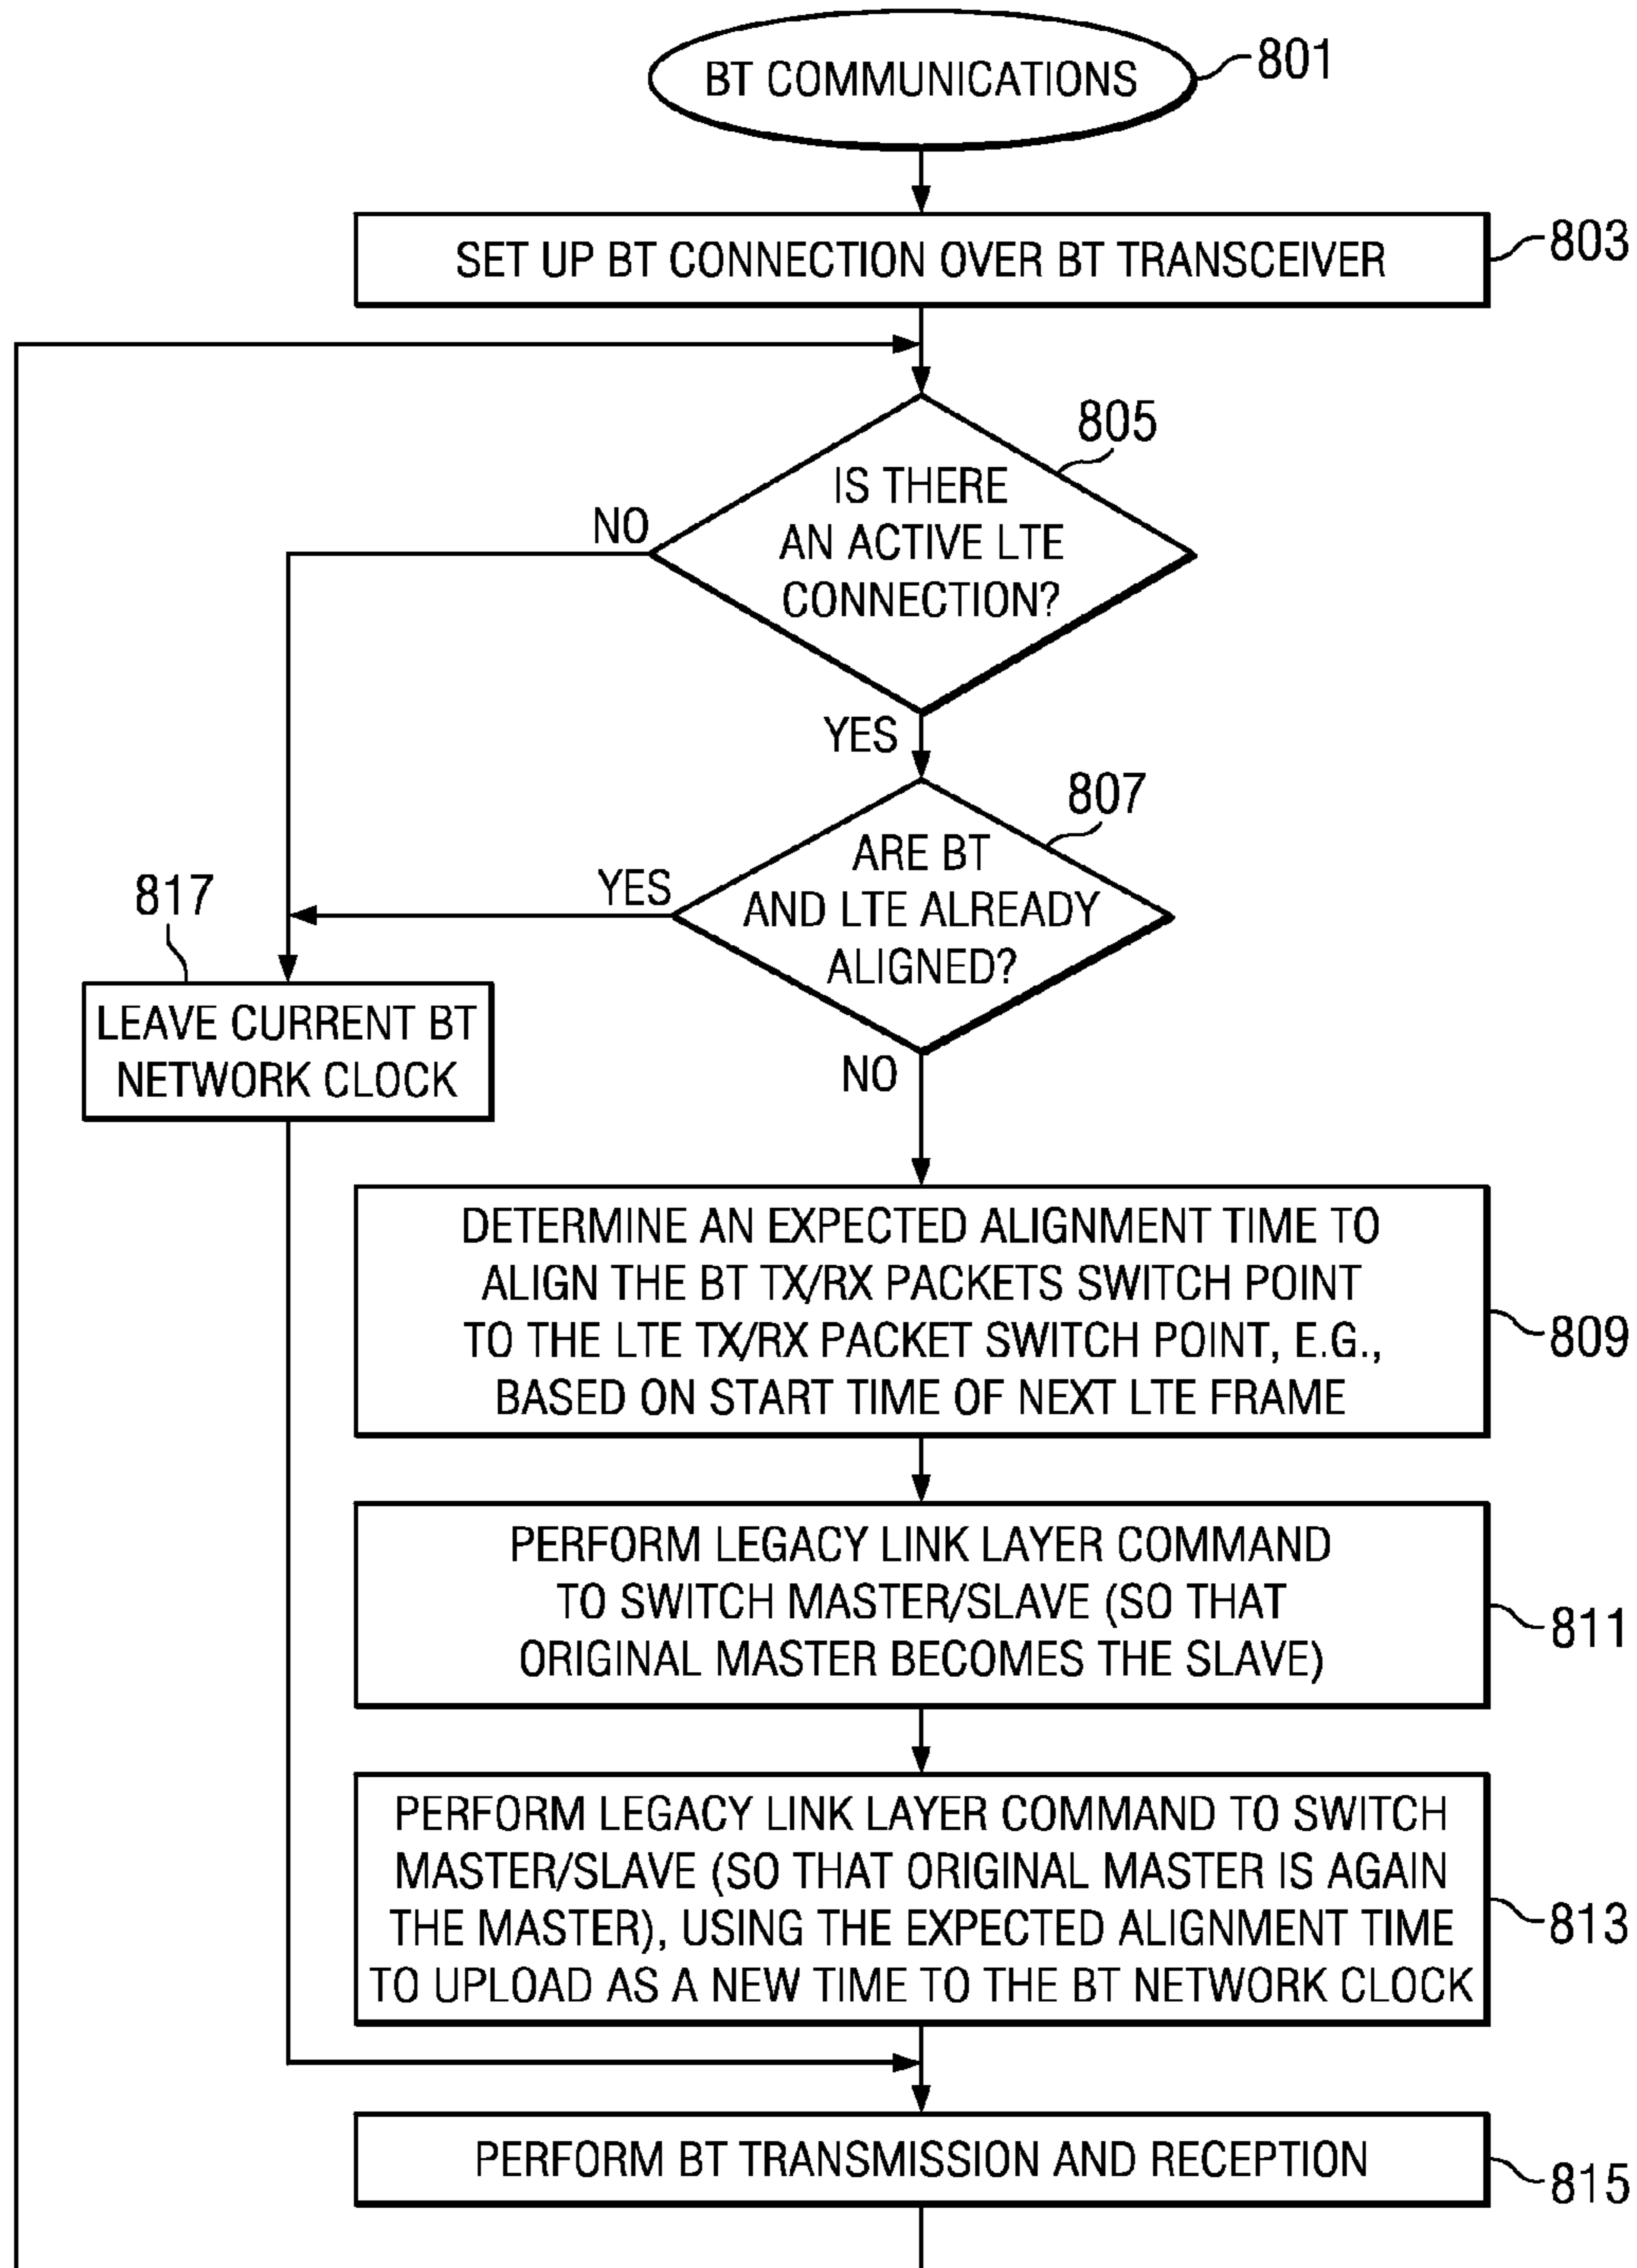 BT COMMUNICATIONS
801
SET UP BT CONNECTION OVER BT TRANSCEIVER
803
805
IS THERE
AN ACTIVE LTE
CONNECTION?
NO
YES
807
ARE BT
AND LTE ALREADY
ALIGNED?
YES
NO
817
LEAVE CURRENT BT
NETWORK CLOCK
DETERMINE AN EXPECTED ALIGNMENT TIME TO
ALIGN THE BT TX/RX PACKETS SWITCH POINT
TO THE LTE TX/RX PACKET SWITCH POINT, E.G.,
BASED ON START TIME OF NEXT LTE FRAME
809
PERFORM LEGACY LINK LAYER COMMAND
TO SWITCH MASTER/SLAVE (SO THAT
ORIGINAL MASTER BECOMES THE SLAVE)
811
PERFORM LEGACY LINK LAYER COMMAND TO SWITCH
MASTER/SLAVE (SO THAT ORIGINAL MASTER IS AGAIN
THE MASTER), USING THE EXPECTED ALIGNMENT TIME
TO UPLOAD AS A NEW TIME TO THE BT NETWORK CLOCK
813
PERFORM BT TRANSMISSION AND RECEPTION
815